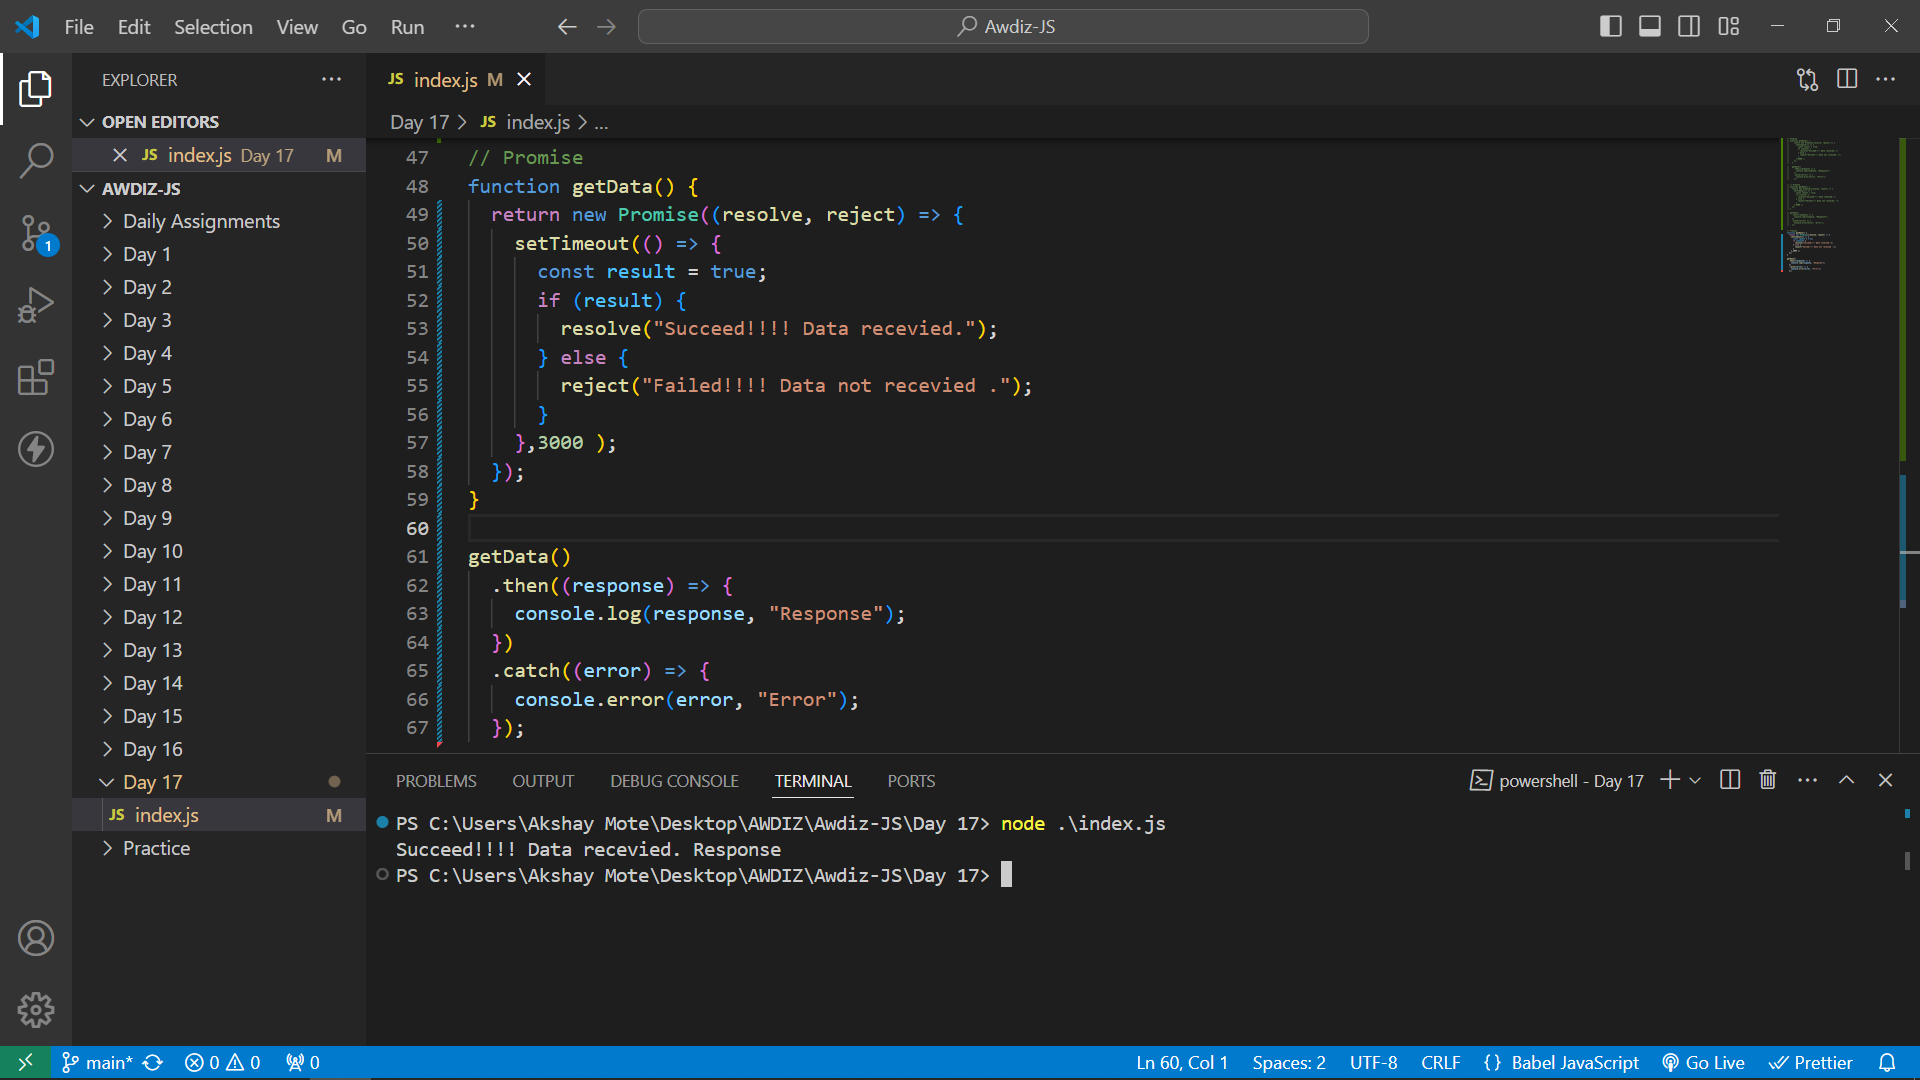 File Edit Selection View Go Run ··· Awdiz-JS
EXPLORER
OPEN EDITORS
JS index.js Day 17 M
AWDIZ-JS
Daily Assignments
Day 1
Day 2
Day 3
Day 4
Day 5
Day 6
Day 7
Day 8
Day 9
Day 10
Day 11
Day 12
Day 13
Day 14
Day 15
Day 16
Day 17
JS index.js M
Practice
1
JS index.js M
Day 17 > JS index.js > ...
47 // Promise
48 function getData() {
49 return new Promise((resolve, reject) => {
50 setTimeout(() => {
51 const result = true;
52 if (result) {
53 resolve("Succeed!!!! Data recevied.");
54 } else {
55 reject("Failed!!!! Data not recevied .");
56 }
57 },3000 );
58 });
59 }
60
61 getData()
62 .then((response) => {
63 console.log(response, "Response");
64 })
65 .catch((error) => {
66 console.error(error, "Error");
67 });
PROBLEMS OUTPUT DEBUG CONSOLE TERMINAL PORTS powershell - Day 17
PS C:\Users\Akshay Mote\Desktop\AWDIZ\Awdiz-JS\Day 17> node .\index.js
Succeed!!!! Data recevied. Response
PS C:\Users\Akshay Mote\Desktop\AWDIZ\Awdiz-JS\Day 17>
main* 0 0 0 Ln 60, Col 1 Spaces: 2 UTF-8 CRLF {} Babel JavaScript Go Live Prettier